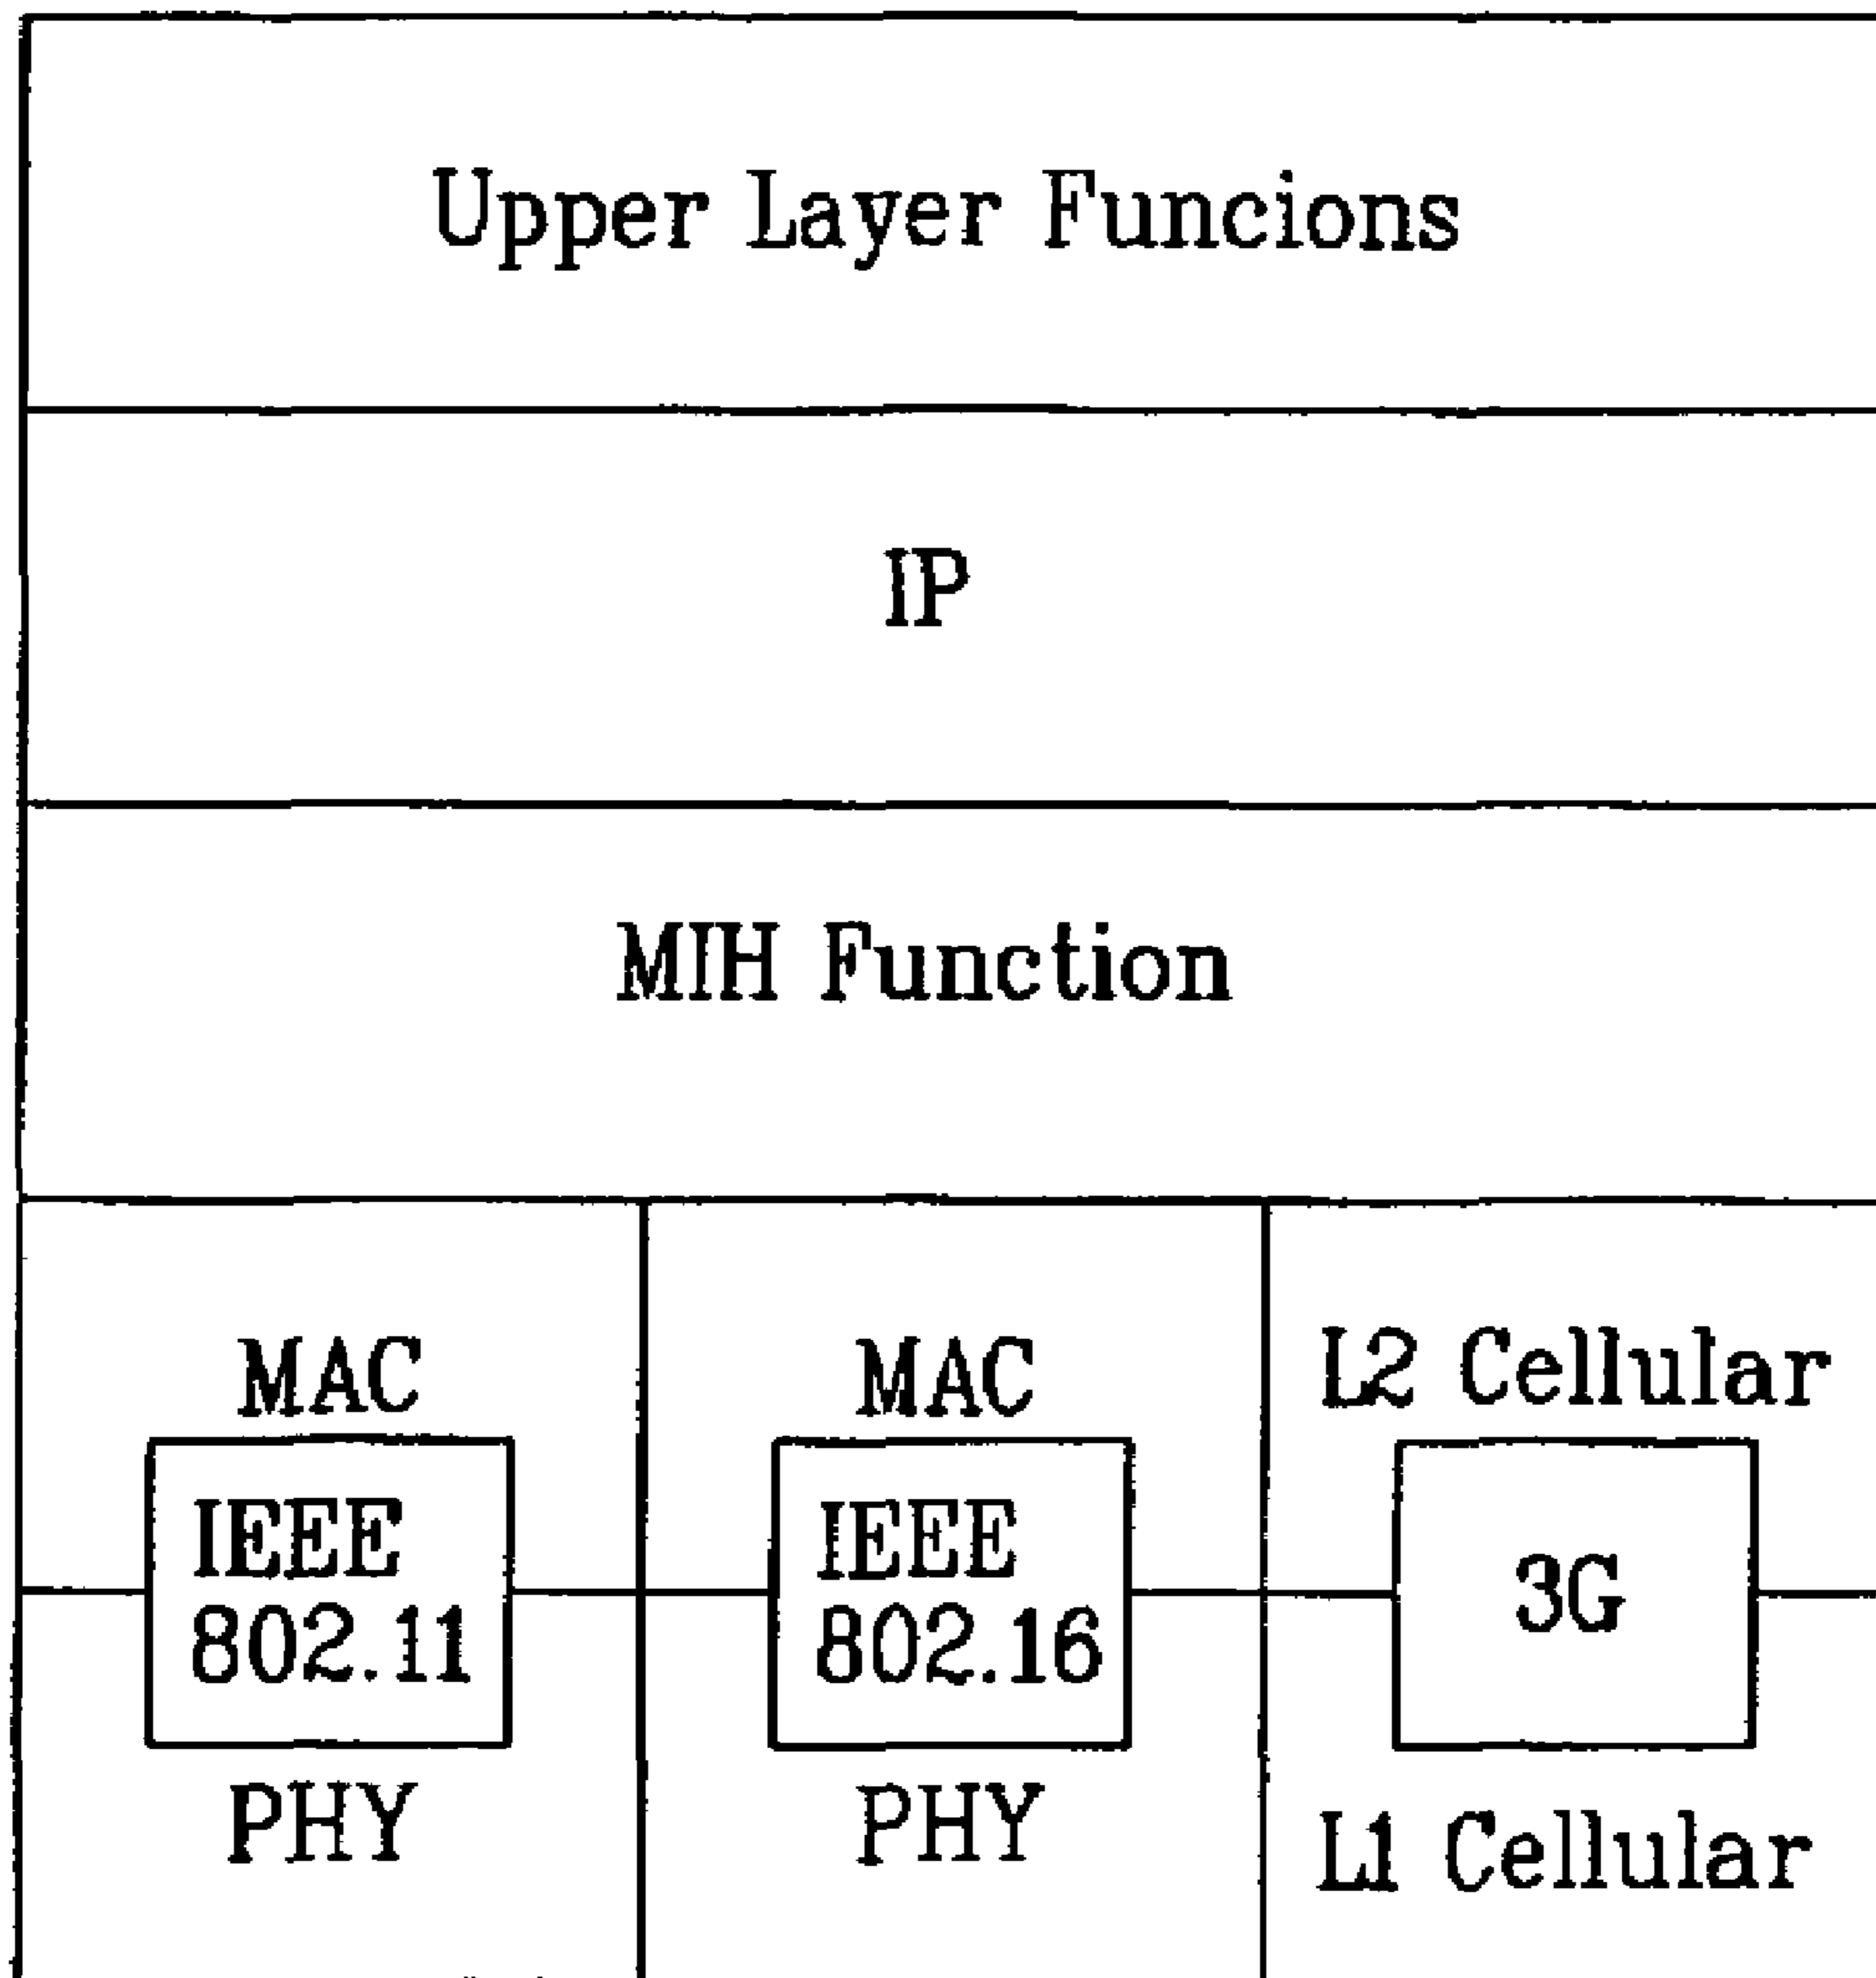 Upper Layer Funcions
IP
MIH Function
MAC
IEEE
802.11
PHY
MAC
IEEE
802.16
PHY
L2 Cellular
3G
L1 Cellular